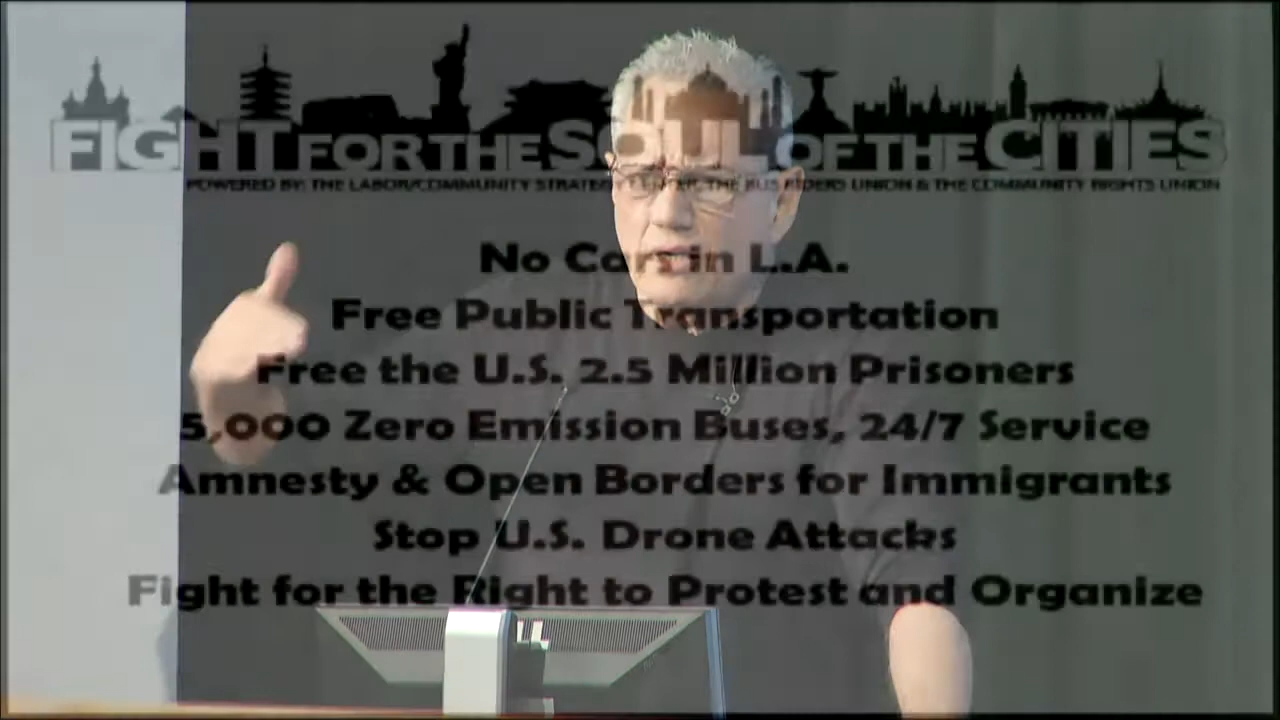 FIGHT FOR THE SOUL OF THE CITIES
POWERED BY: THE LABOR/COMMUNITY STRATEGY CENTER, THE BUS RIDERS UNION & THE COMMUNITY RIGHTS UNION
No Cars in L.A.
Free Public Transportation
Free the U.S. 2.5 Million Prisoners
5,000 Zero Emission Buses, 24/7 Service
Amnesty & Open Borders for Immigrants
Stop U.S. Drone Attacks
Fight for the Right to Protest and Organize